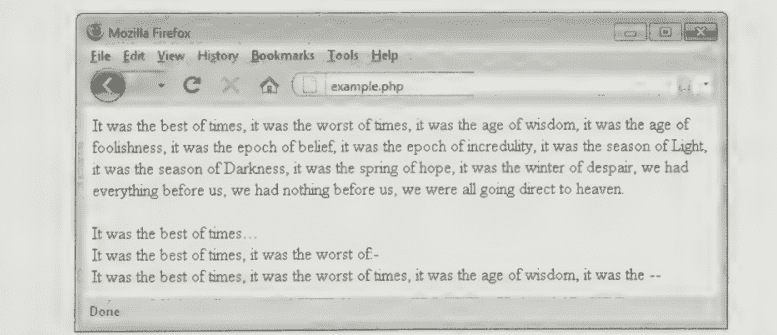 Mozilla Firefox
File Edit View History Bookmarks Tools Help
example.php
It was the best of times, it was the worst of times, it was the age of wisdom, it was the age of
foolishness, it was the epoch of belief, it was the epoch of incredulity, it was the season of Light,
it was the season of Darkness, it was the spring of hope, it was the winter of despair, we had
everything before us, we had nothing before us, we were all going direct to heaven.
It was the best of times...
It was the best of times, it was the worst of:-
It was the best of times, it was the worst of times, it was the age of wisdom, it was the --
Done